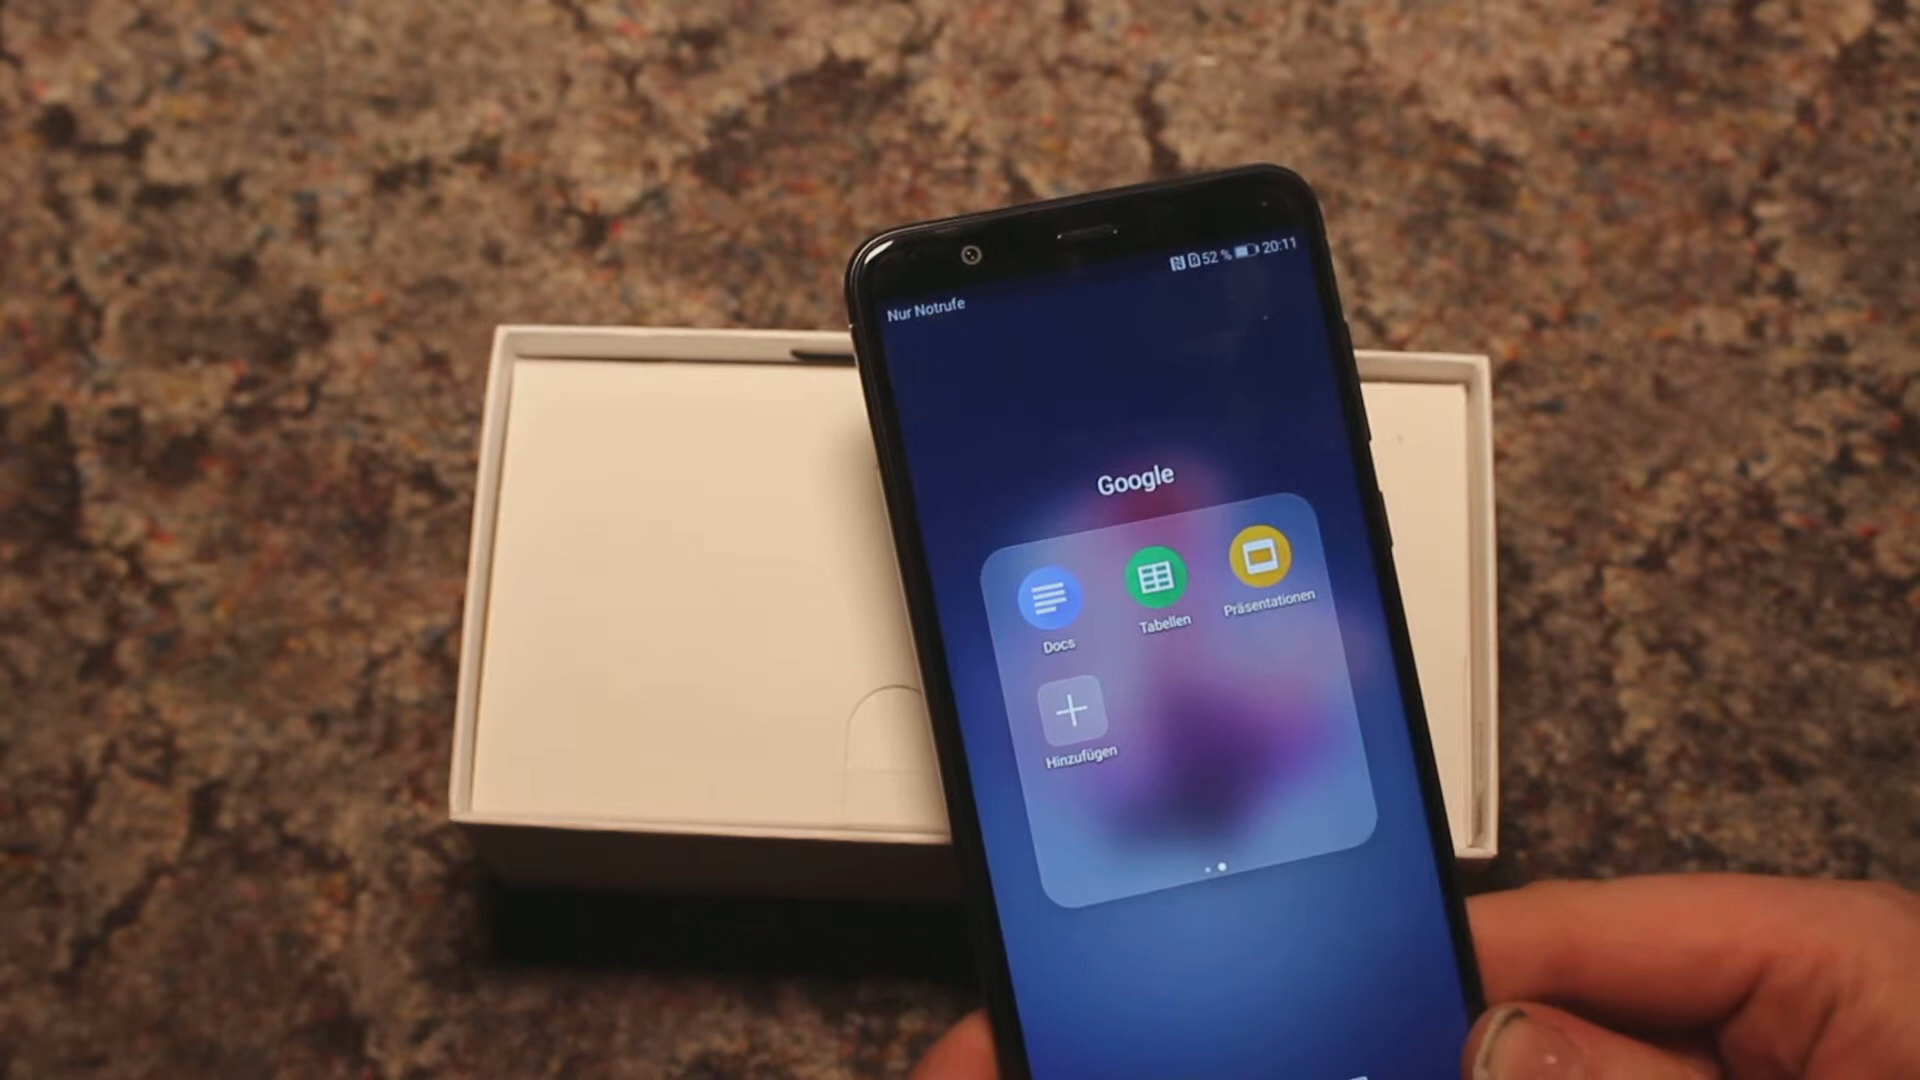 52 % 20:11
Nur Notrufe
Google
Docs
Tabellen
Präsentationen
Hinzufügen